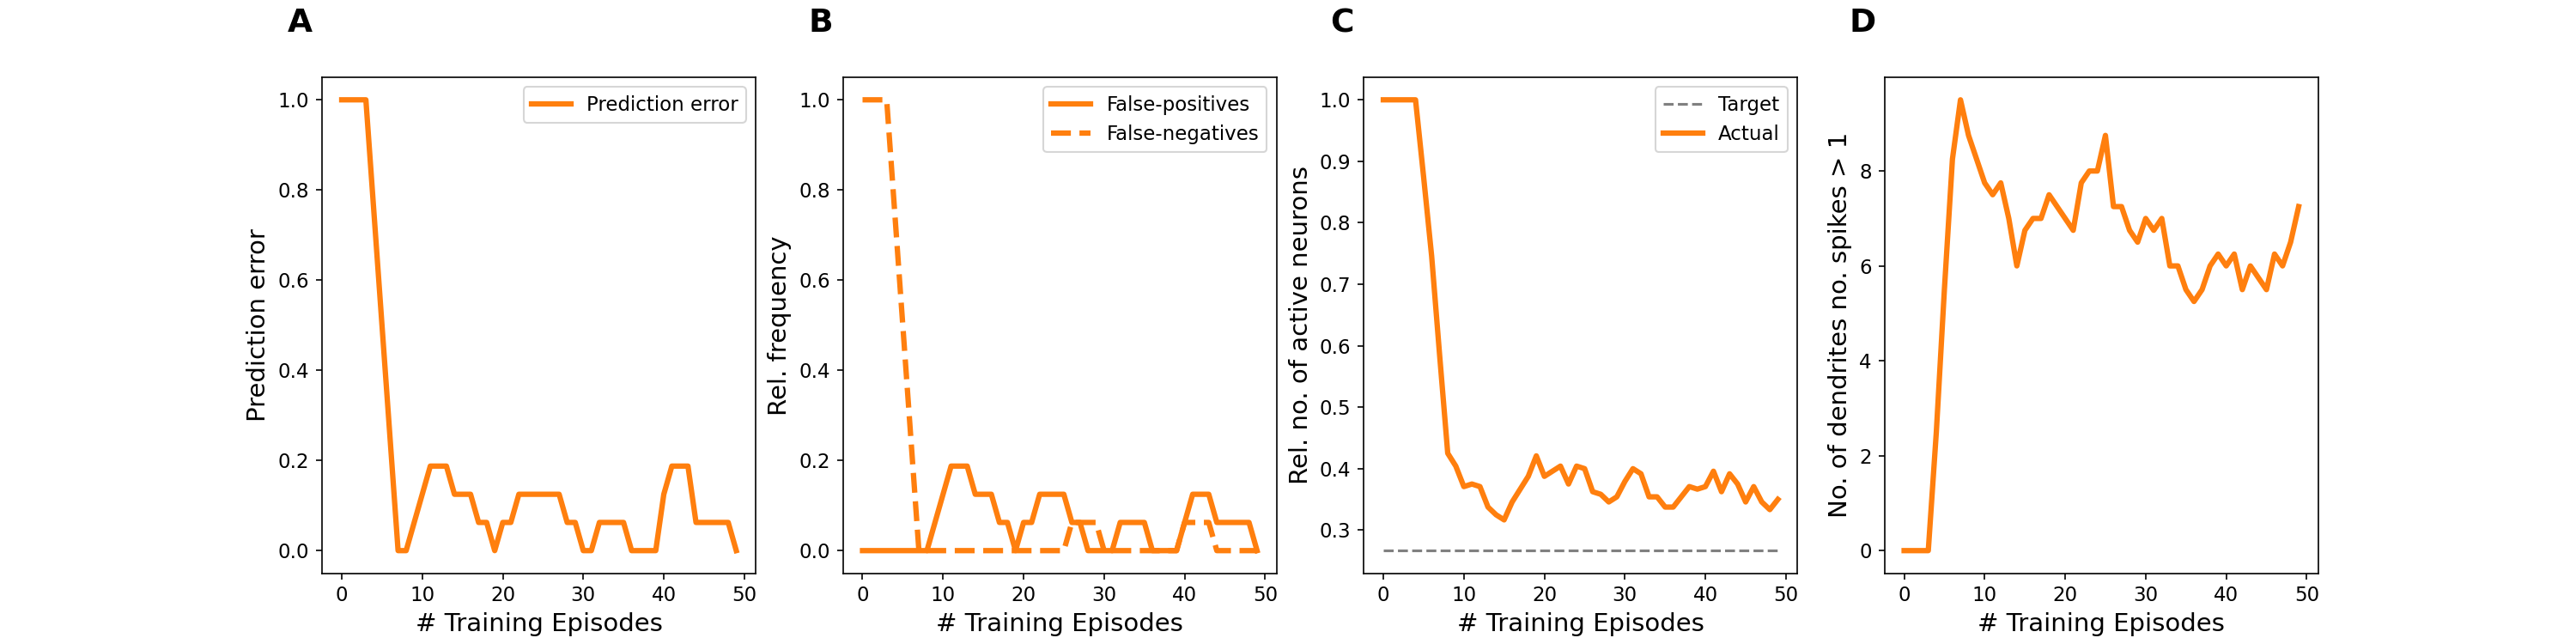 A
B
C
D
Prediction error
1.0
0.8
0.6
0.4
0.2
0.0
0
10
20
30
40
50
# Training Episodes
Prediction error
Rel. frequency
1.0
0.8
0.6
0.4
0.2
0.0
0
10
20
30
40
50
# Training Episodes
False-positives
False-negatives
Rel. no. of active neurons
1.0
0.9
0.8
0.7
0.6
0.5
0.4
0.3
0
10
20
30
40
50
# Training Episodes
Target
Actual
No. of dendrites no. spikes > 1
8
6
4
2
0
0
10
20
30
40
50
# Training Episodes